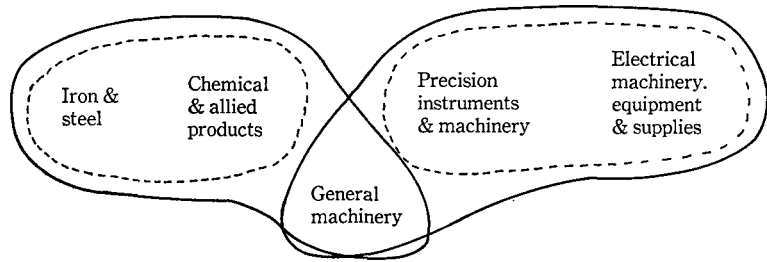 Iron &
steel
Chemical
& allied
products
General
machinery
Precision
instruments
& machinery
Electrical
machinery.
equipment
& supplies